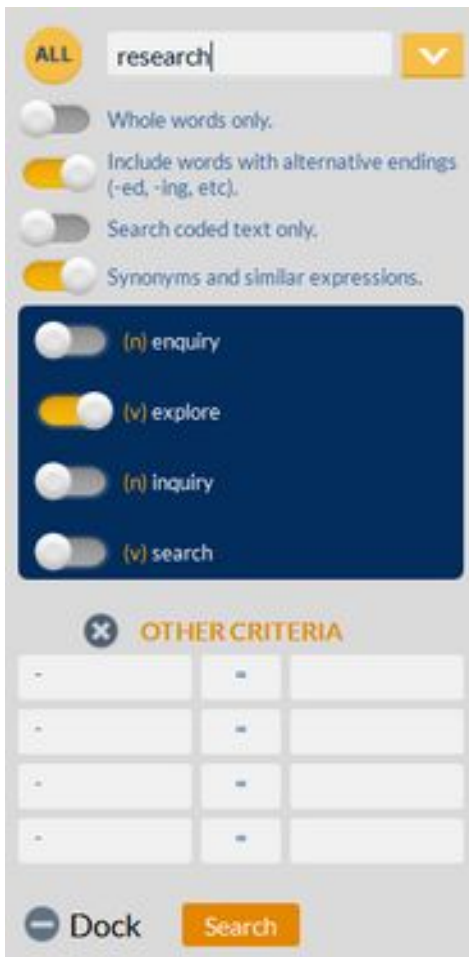 ALL research
Whole words only.
Include words with alternative endings
(-ed, -ing, etc).
Search coded text only.
Synonyms and similar expressions.
(n) enquiry
(v) explore
(n) inquiry
(v) search
OTHER CRITERIA
- =
- =
- =
- =
Dock Search